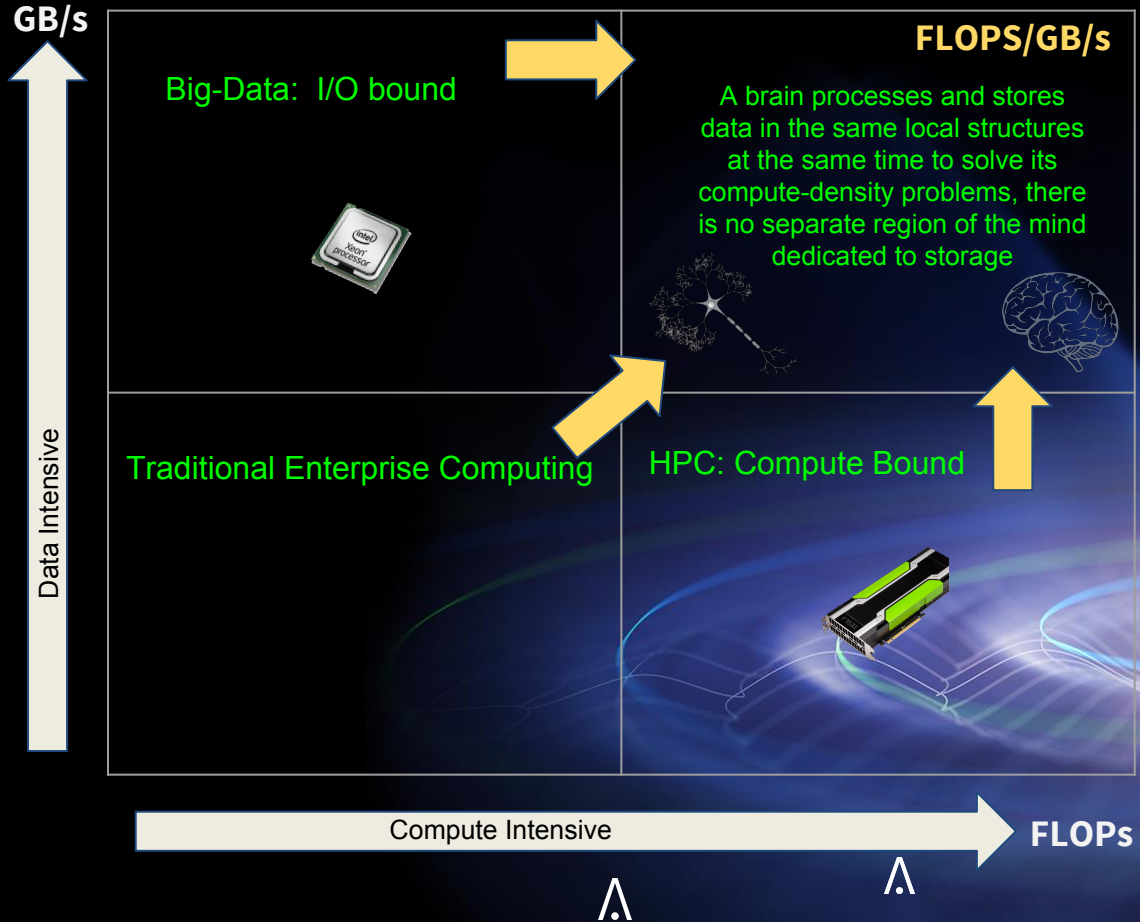 GB/s
FLOPS/GB/s
Big-Data: I/O bound
A brain processes and stores
data in the same local structures
at the same time to solve its
compute-density problems, there
is no separate region of the mind
dedicated to storage
intel
Xeon
processor
Data Intensive
Traditional Enterprise Computing
HPC: Compute Bound
TESLA
Compute Intensive
FLOPs